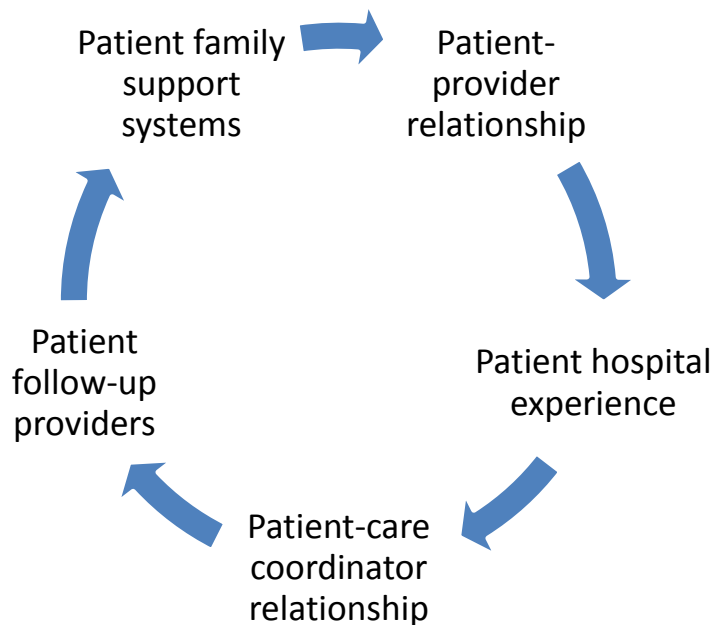 Patient family
support
systems
Patient-
provider
relationship
Patient hospital
experience
Patient-care
coordinator
relationship
Patient
follow-up
providers